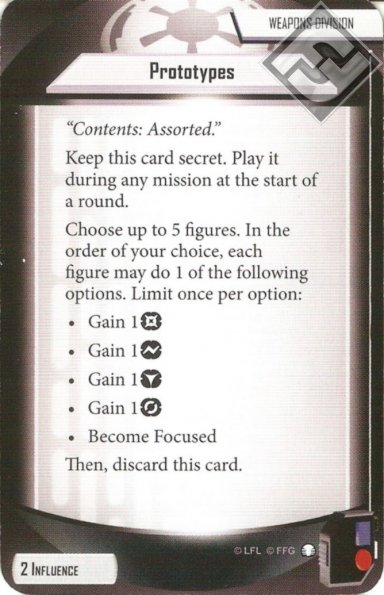 WEAPONS DIVISION
Prototypes
“Contents: Assorted.”
Keep this card secret. Play it
during any mission at the start of
a round.
Choose up to 5 figures. In the
order of your choice, each
figure may do 1 of the following
options. Limit once per option:
• Gain 1
• Gain 1
• Gain 1
• Gain 1
• Become Focused
Then, discard this card.
© LFL © FFG
2 INFLUENCE